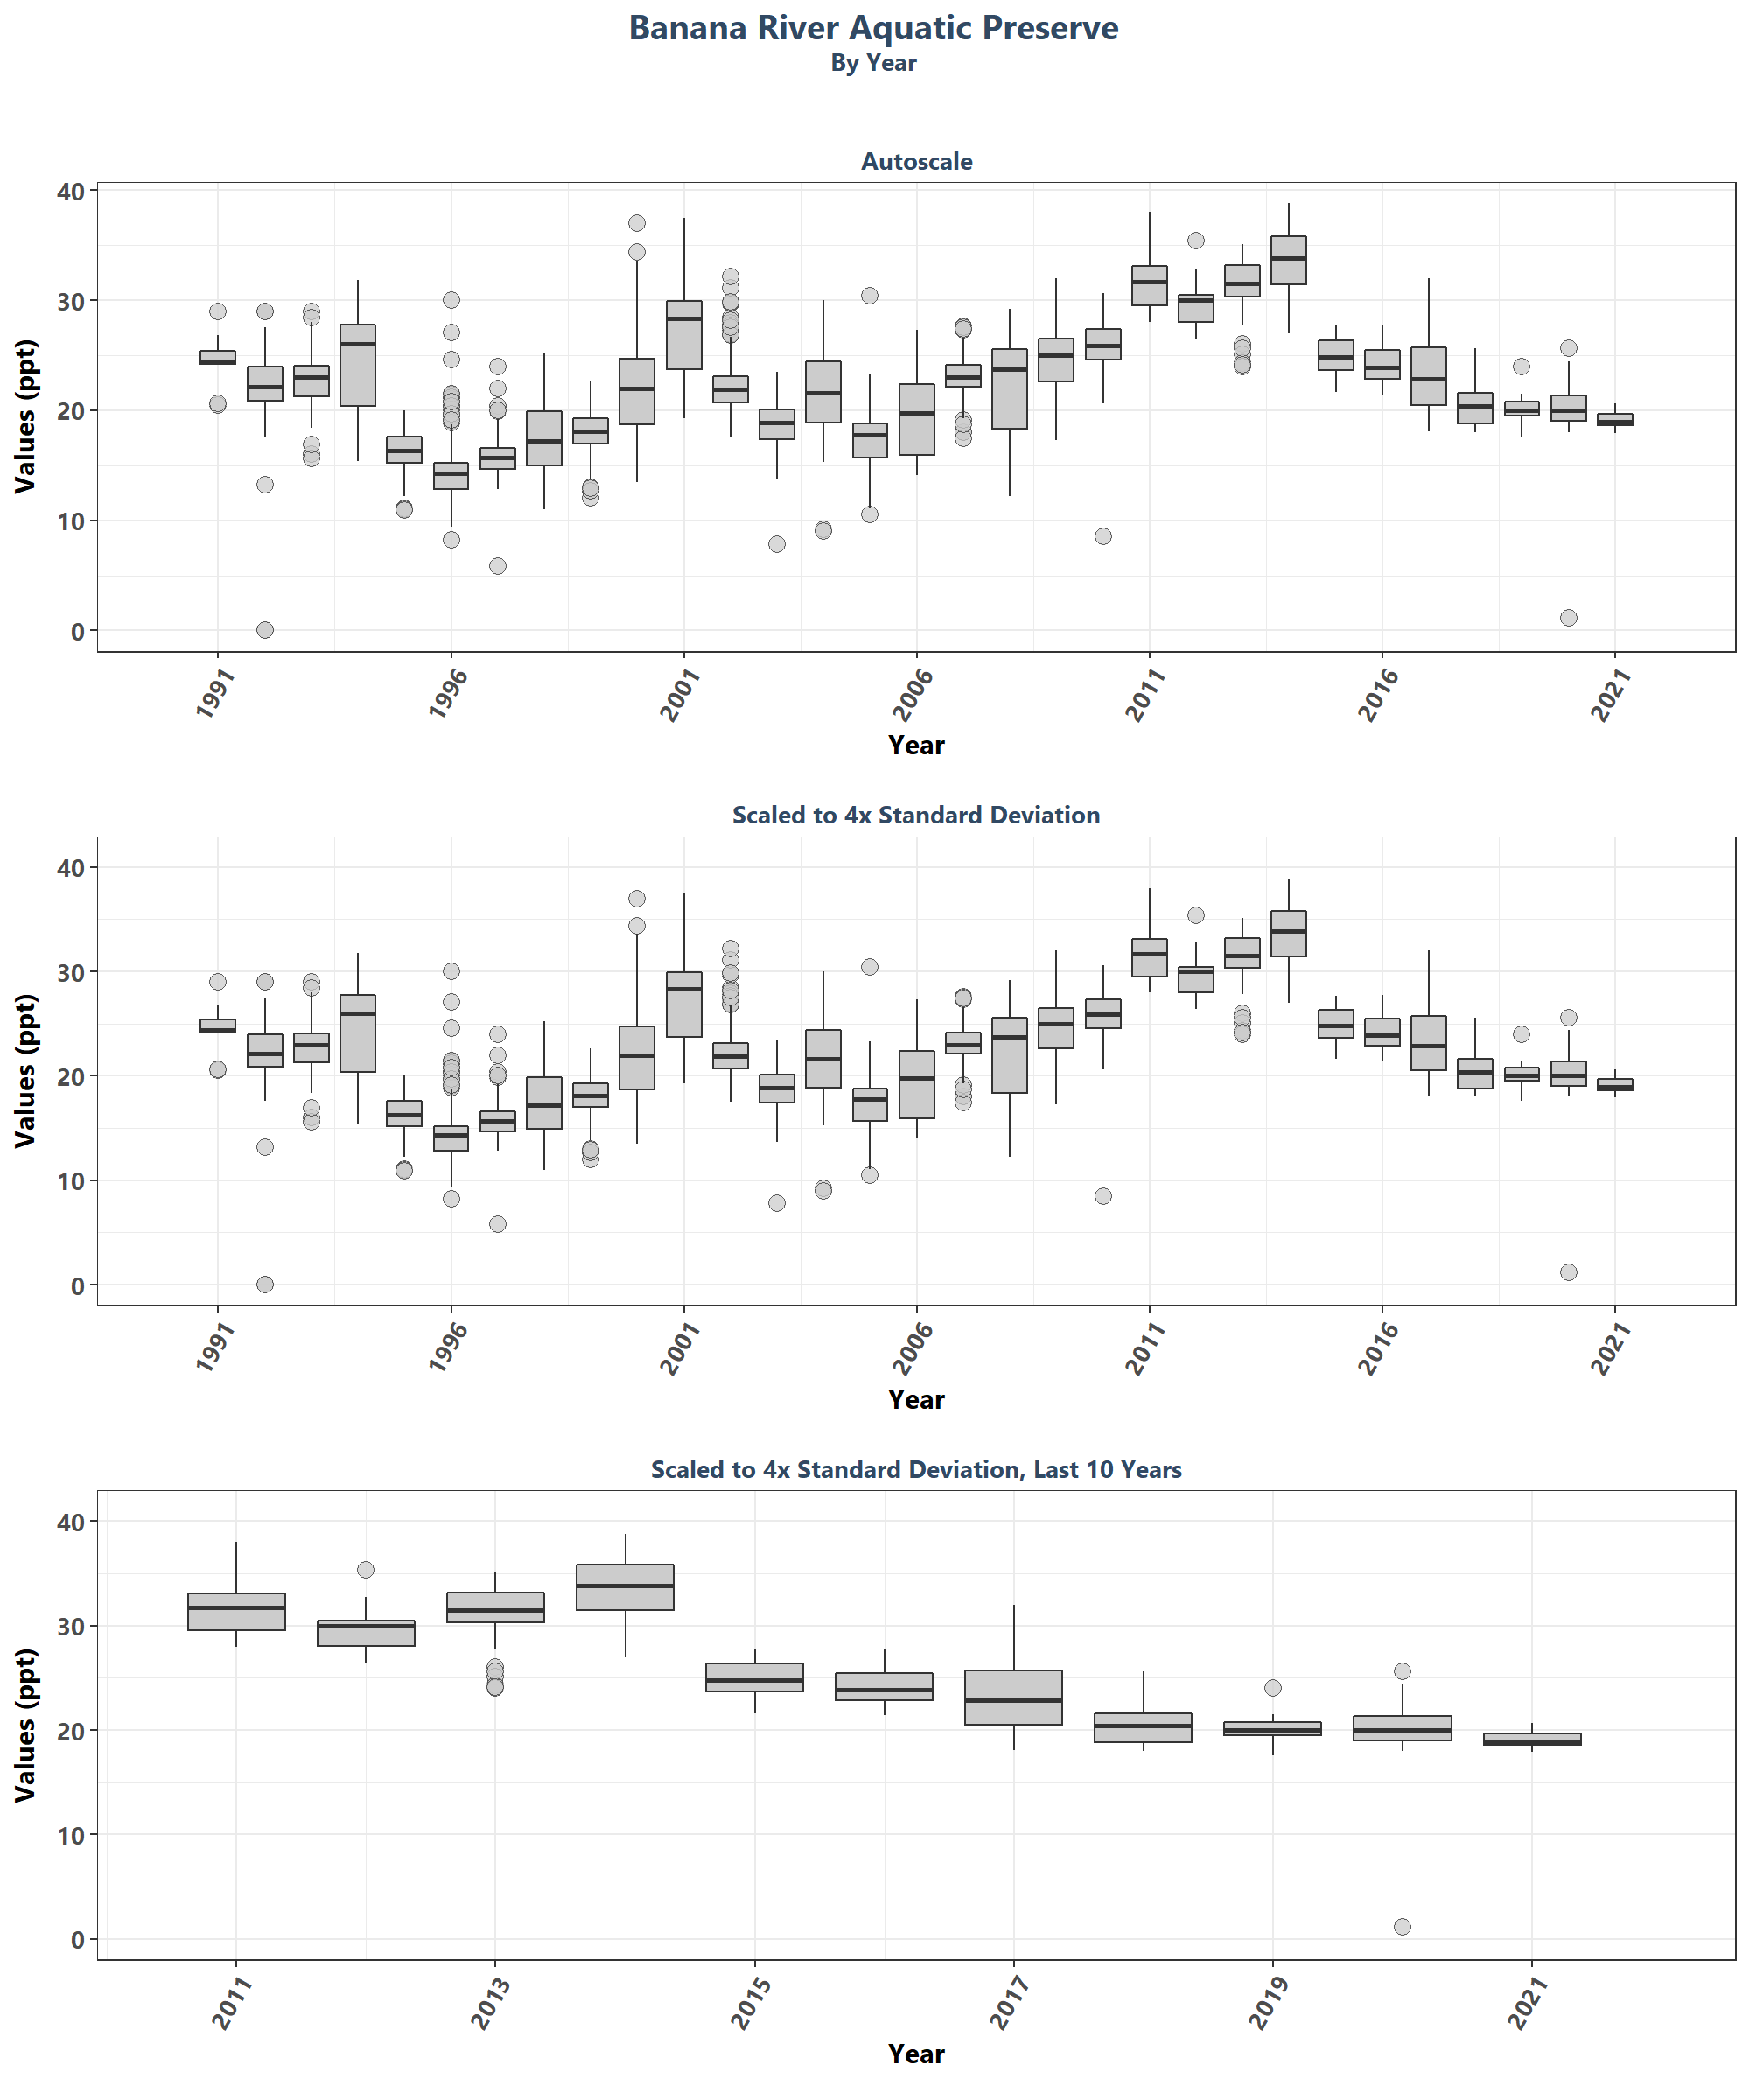 Banana River Aquatic Preserve
By Year
Autoscale
Values (ppt)
40
30
20
10
0
1991 1996 2001 2006 2011 2016 2021
Year
Scaled to 4x Standard Deviation
Values (ppt)
40
30
20
10
0
1991 1996 2001 2006 2011 2016 2021
Year
Scaled to 4x Standard Deviation, Last 10 Years
Values (ppt)
40
30
20
10
0
2011 2013 2015 2017 2019 2021
Year